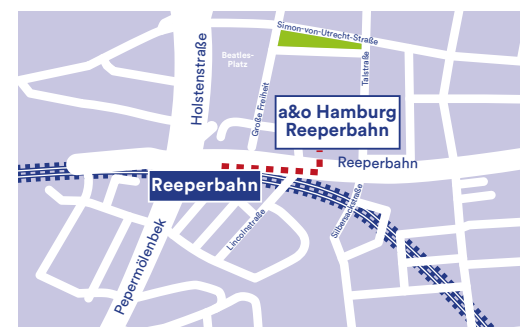 Simon-von-Utrecht-Straße
Holstenstraße
Beatles-
Platz
Talstraße
Große Freiheit
a&o Hamburg
Reeperbahn
Reeperbahn
Reeperbahn
Silbersackstraße
Lincolnstraße
Pepermölenbek